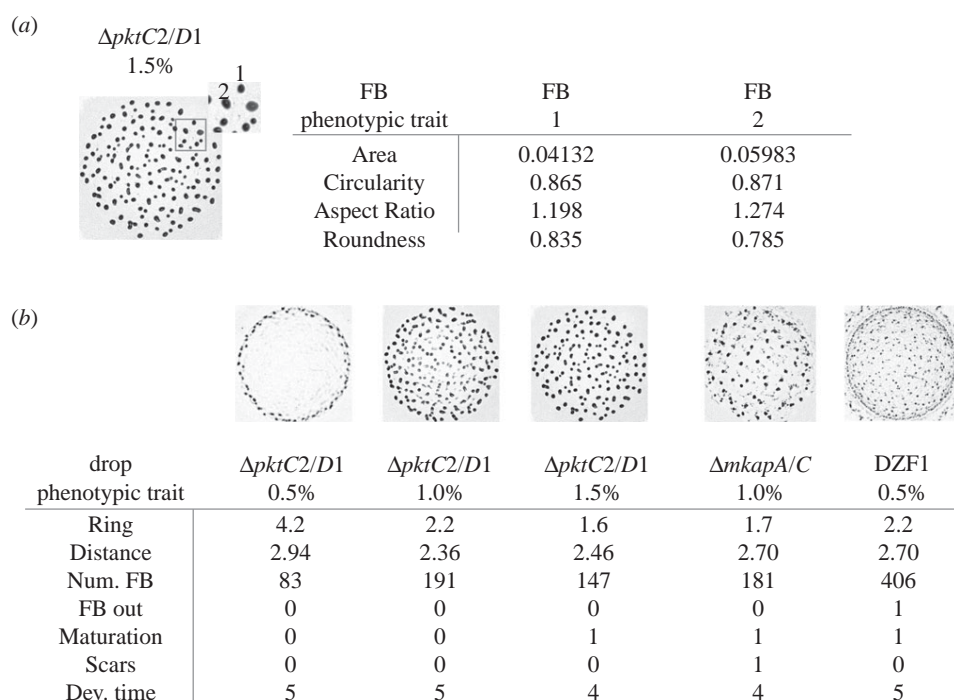 (a)
ΔpktC2/D1
1.5%
1
2
FB FB FB
phenotypic trait 1 2
Area 0.04132 0.05983
Circularity 0.865 0.871
Aspect Ratio 1.198 1.274
Roundness 0.835 0.785
(b)
drop ΔpktC2/D1 ΔpktC2/D1 ΔpktC2/D1 ΔmkapA/C DZF1
phenotypic trait 0.5% 1.0% 1.5% 1.0% 0.5%
Ring 4.2 2.2 1.6 1.7 2.2
Distance 2.94 2.36 2.46 2.70 2.70
Num. FB 83 191 147 181 406
FB out 0 0 0 0 1
Maturation 0 0 1 1 1
Scars 0 0 0 1 0
Dev. time 5 5 4 4 5